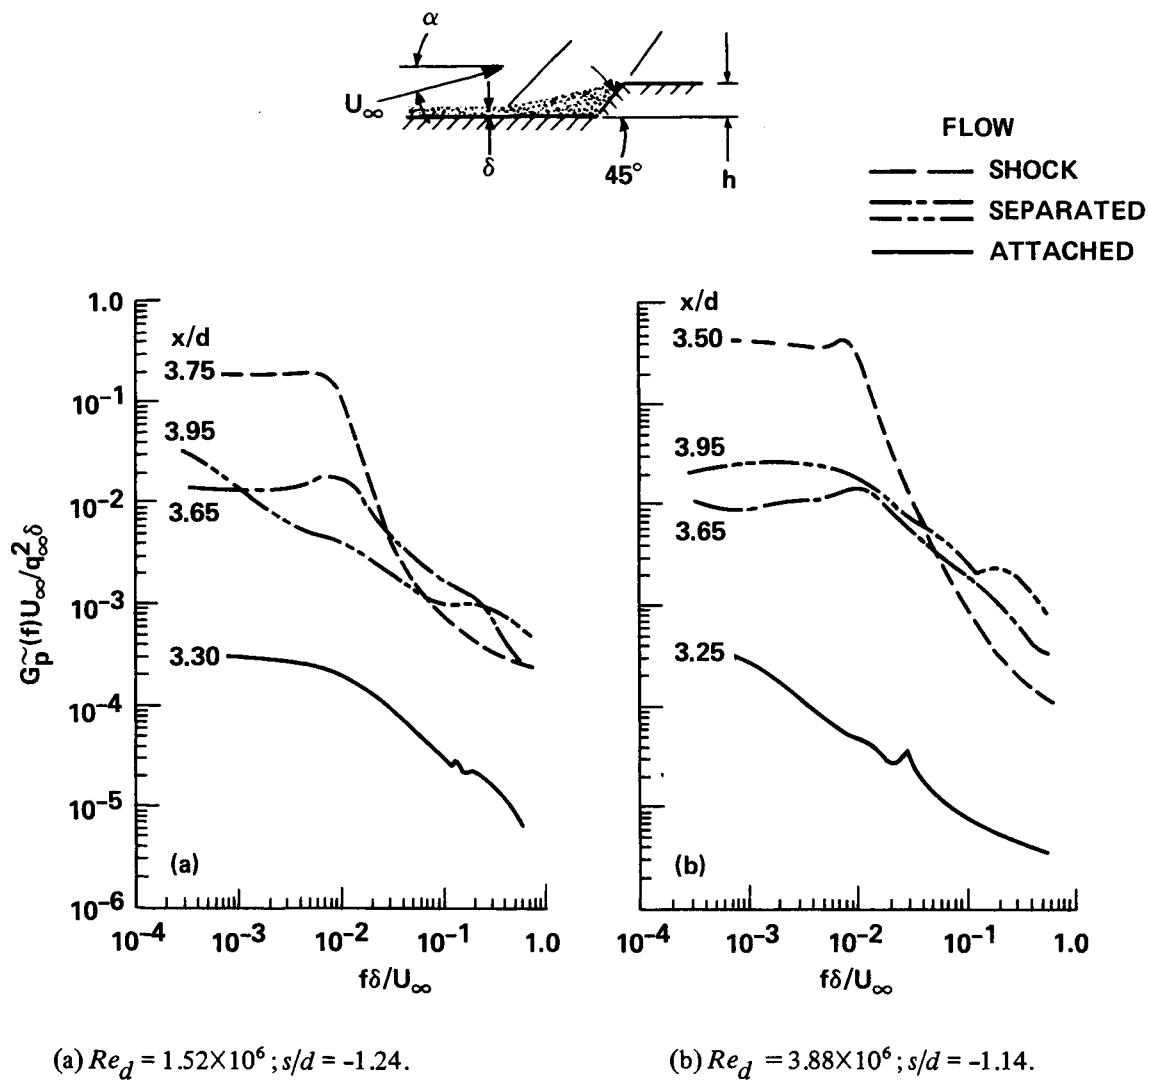 α
U∞
δ
45°
h
FLOW
SHOCK
SEPARATED
ATTACHED
1.0
10⁻¹
10⁻²
10⁻³
10⁻⁴
10⁻⁵
10⁻⁶
G_p̃(f)U∞/q²∞δ
x/d
3.75
3.95
3.65
3.30
(a)
10⁻⁴ 10⁻³ 10⁻² 10⁻¹ 1.0
fδ/U∞
x/d
3.50
3.95
3.65
3.25
(b)
10⁻⁴ 10⁻³ 10⁻² 10⁻¹ 1.0
fδ/U∞
(a) Re_d = 1.52×10⁶; s/d = -1.24.
(b) Re_d = 3.88×10⁶; s/d = -1.14.